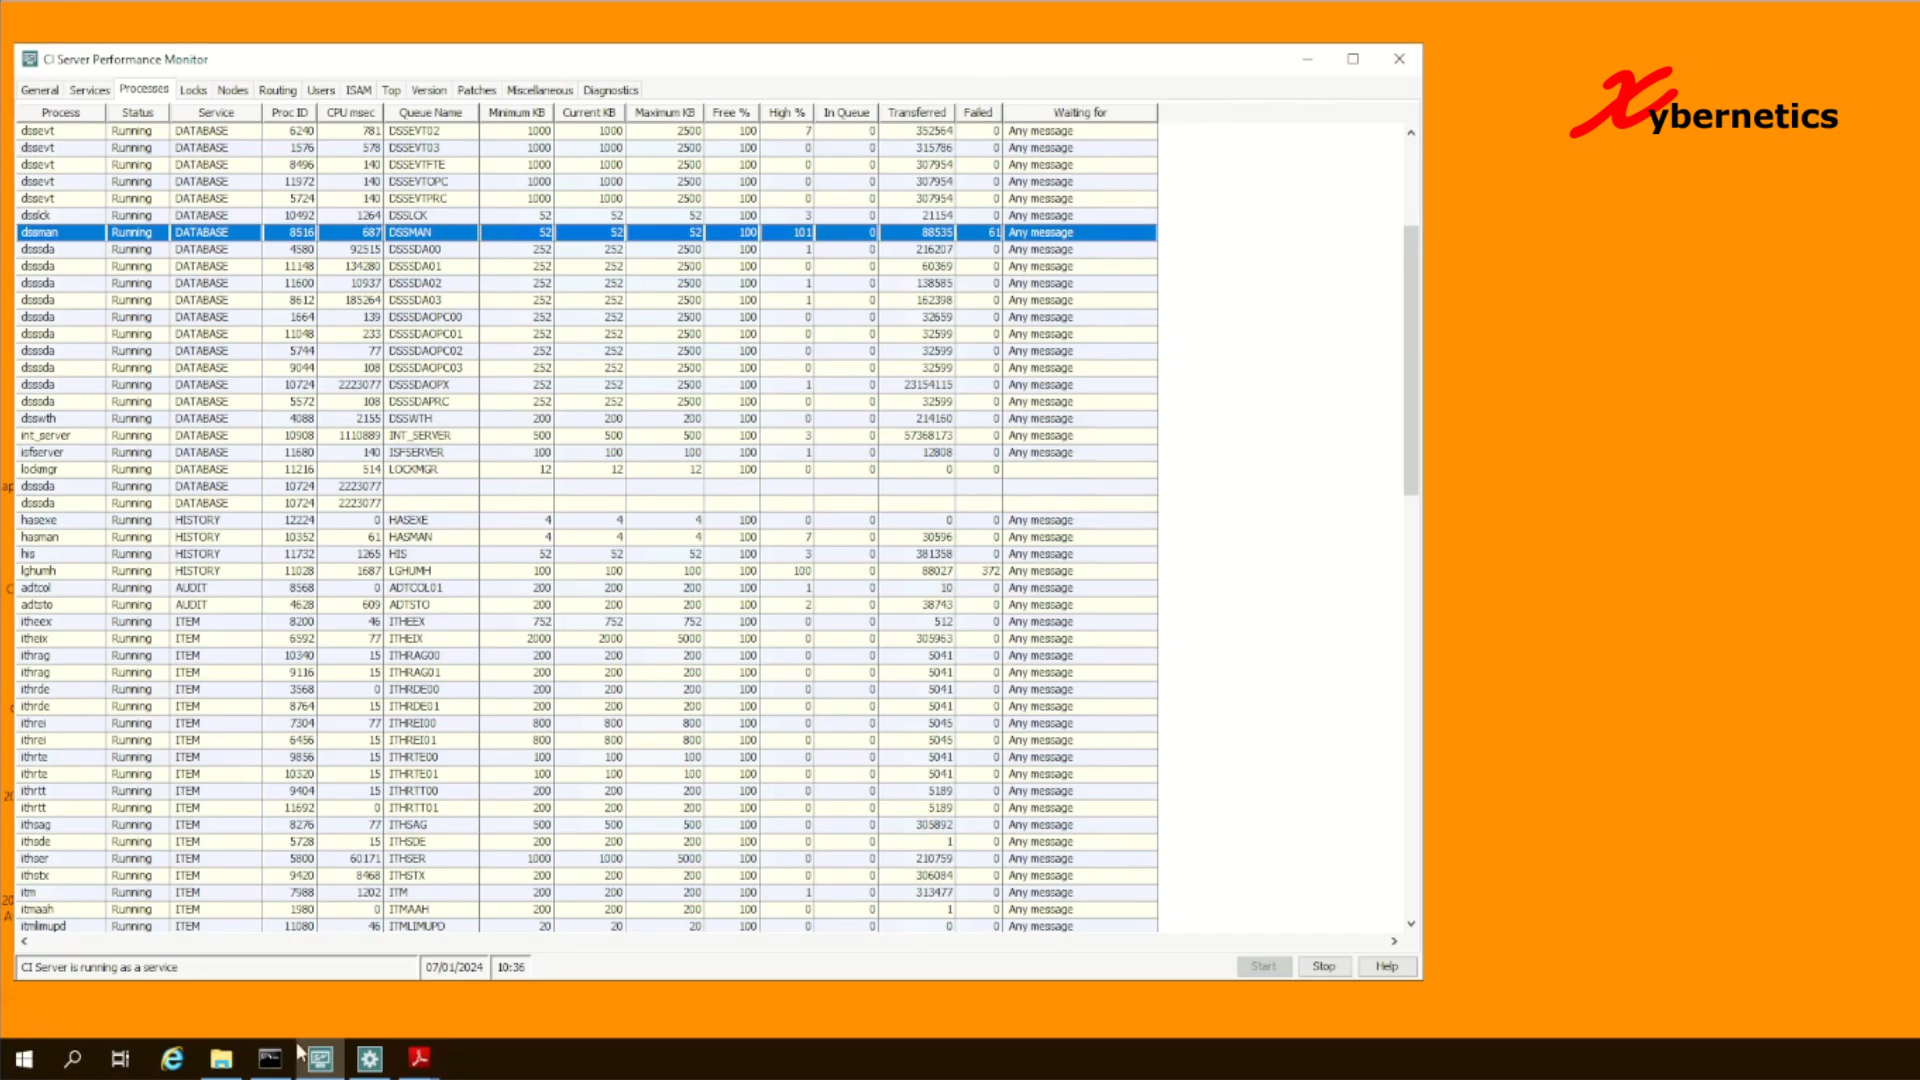 CI Server Performance Monitor
Xybernetics
General Services Processes Locks Nodes Routing Users ISAM Top Version Patches Miscellaneous Diagnostics
Process Status Service Proc ID CPU msec Queue Name Minimum KB Current KB Maximum KB Free % High % In Queue Transferred Failed Waiting for
dssevt Running DATABASE 6240 781 DSSEVT02 1000 1000 2500 100 7 0 352564 0 Any message
dssevt Running DATABASE 1576 578 DSSEVT03 1000 1000 2500 100 0 0 315786 0 Any message
dssevt Running DATABASE 8496 140 DSSEVTFTE 1000 1000 2500 100 0 0 307954 0 Any message
dssevt Running DATABASE 11972 140 DSSEVTOPC 1000 1000 2500 100 0 0 307954 0 Any message
dssevt Running DATABASE 5724 140 DSSEVTPRC 1000 1000 2500 100 0 0 307954 0 Any message
dsslck Running DATABASE 10492 1264 DSSLCK 52 52 52 100 3 0 21154 0 Any message
dssman Running DATABASE 8516 687 DSSMAN 52 52 52 100 101 0 88535 61 Any message
dsssda Running DATABASE 4580 92515 DSSSDA00 252 252 2500 100 1 0 216207 0 Any message
dsssda Running DATABASE 11148 134280 DSSSDA01 252 252 2500 100 0 0 60369 0 Any message
dsssda Running DATABASE 11600 10937 DSSSDA02 252 252 2500 100 1 0 138585 0 Any message
dsssda Running DATABASE 8612 185264 DSSSDA03 252 252 2500 100 1 0 162398 0 Any message
dsssda Running DATABASE 1664 139 DSSSDAOPC00 252 252 2500 100 0 0 32659 0 Any message
dsssda Running DATABASE 11048 233 DSSSDAOPC01 252 252 2500 100 0 0 32599 0 Any message
dsssda Running DATABASE 5744 77 DSSSDAOPC02 252 252 2500 100 0 0 32599 0 Any message
dsssda Running DATABASE 9044 108 DSSSDAOPC03 252 252 2500 100 0 0 32599 0 Any message
dsssda Running DATABASE 10724 2223077 DSSSDAOPX 252 252 2500 100 1 0 23154115 0 Any message
dsssda Running DATABASE 5572 108 DSSSDAPRC 252 252 2500 100 0 0 32599 0 Any message
dsswth Running DATABASE 4088 2155 DSSWTH 200 200 200 100 0 0 214160 0 Any message
int_server Running DATABASE 10908 1110889 INT_SERVER 500 500 500 100 3 0 57368173 0 Any message
isfserver Running DATABASE 11680 140 ISFSERVER 100 100 100 100 1 0 12808 0 Any message
lockmgr Running DATABASE 11216 514 LOCKMGR 12 12 12 100 0 0 0 0
dsssda Running DATABASE 10724 2223077
dsssda Running DATABASE 10724 2223077
hasexe Running HISTORY 12224 0 HASEXE 4 4 4 100 0 0 0 0 Any message
hasman Running HISTORY 10352 61 HASMAN 4 4 4 100 7 0 30596 0 Any message
his Running HISTORY 11732 1265 HIS 52 52 52 100 3 0 381358 0 Any message
lghumh Running HISTORY 11028 1687 LGHUMH 100 100 100 100 100 0 88027 372 Any message
adtcol Running AUDIT 8568 0 ADTCOL01 200 200 200 100 1 0 10 0 Any message
adtsto Running AUDIT 4628 609 ADTSTO 200 200 200 100 2 0 38743 0 Any message
itheex Running ITEM 8200 46 ITHEEX 752 752 752 100 0 0 512 0 Any message
itheix Running ITEM 6592 77 ITHEIX 2000 2000 5000 100 0 0 305963 0 Any message
ithrag Running ITEM 10340 15 ITHRAG00 200 200 200 100 0 0 5041 0 Any message
ithrag Running ITEM 9116 15 ITHRAG01 200 200 200 100 0 0 5041 0 Any message
ithrde Running ITEM 3568 0 ITHRDE00 200 200 200 100 0 0 5041 0 Any message
ithrde Running ITEM 8764 15 ITHRDE01 200 200 200 100 0 0 5041 0 Any message
ithrei Running ITEM 7304 77 ITHREI00 800 800 800 100 0 0 5045 0 Any message
ithrei Running ITEM 6456 15 ITHREI01 800 800 800 100 0 0 5045 0 Any message
ithrte Running ITEM 9856 15 ITHRTE00 100 100 100 100 0 0 5041 0 Any message
ithrte Running ITEM 10320 15 ITHRTE01 100 100 100 100 0 0 5041 0 Any message
ithrtt Running ITEM 9404 15 ITHRTT00 200 200 200 100 0 0 5189 0 Any message
ithrtt Running ITEM 11692 0 ITHRTT01 200 200 200 100 0 0 5189 0 Any message
ithsag Running ITEM 8276 77 ITHSAG 500 500 500 100 0 0 305892 0 Any message
ithsde Running ITEM 5728 15 ITHSDE 200 200 200 100 0 0 1 0 Any message
ithser Running ITEM 5800 60171 ITHSER 1000 1000 5000 100 0 0 210759 0 Any message
ithstx Running ITEM 9420 8468 ITHSTX 200 200 200 100 0 0 306084 0 Any message
itm Running ITEM 7988 1202 ITM 200 200 200 100 1 0 313477 0 Any message
itmaah Running ITEM 1980 0 ITMAAH 200 200 200 100 0 0 1 0 Any message
itmlimupd Running ITEM 11080 46 ITMLIMUPD 20 20 20 100 0 0 0 0 Any message
CI Server is running as a service 07/01/2024 10:36 Start Stop Help